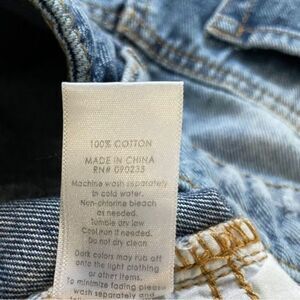 100% COTTON
MADE IN CHINA
RN# 090235
Machine wash separately
in cold water.
Non-chlorine bleach
as needed.
Tumble dry low
Cool iron if needed.
Do not dry clean
Dark colors may rub off
onto the light clothing
or other items.
To minimize fading please
wash separately and